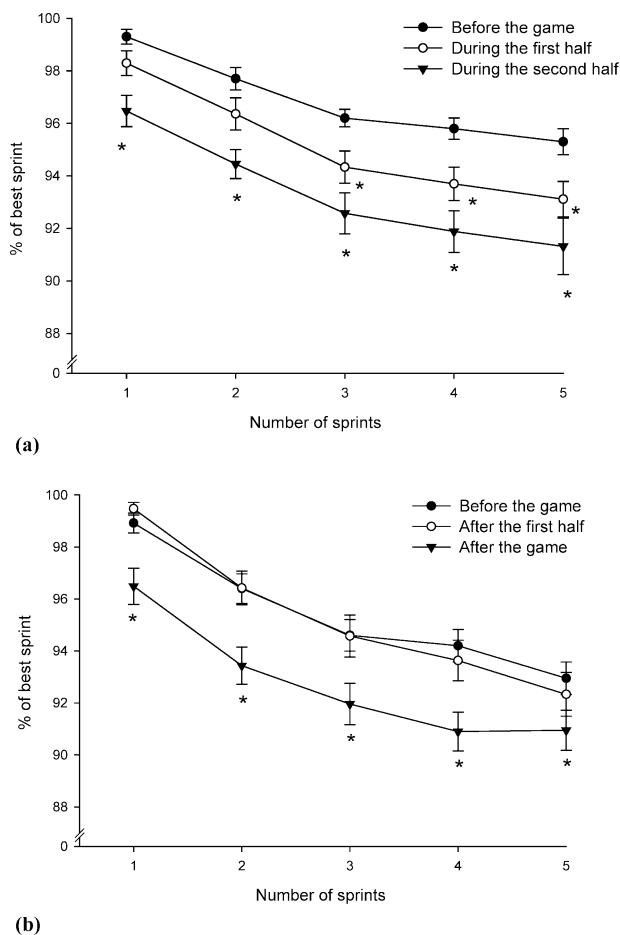 100
98
96
94
92
90
88
0
% of best sprint
Before the game
During the first half
During the second half
*
*
*
*
*
*
*
*
1 2 3 4 5
Number of sprints
(a)
100
98
96
94
92
90
88
0
% of best sprint
Before the game
After the first half
After the game
*
*
*
*
*
1 2 3 4 5
Number of sprints
(b)